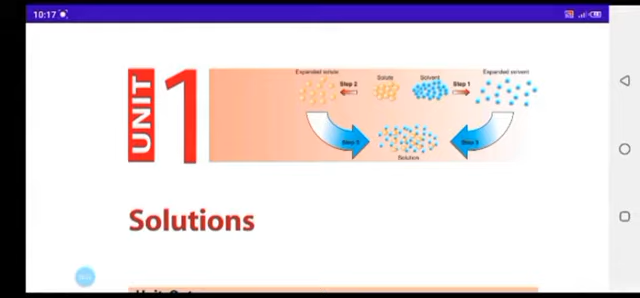 10:17
UNIT
1
Expanded solute
Solute
Solvent
Expanded solvent
Step 2
Step 1
Step 3
Step 3
Solution
Solutions